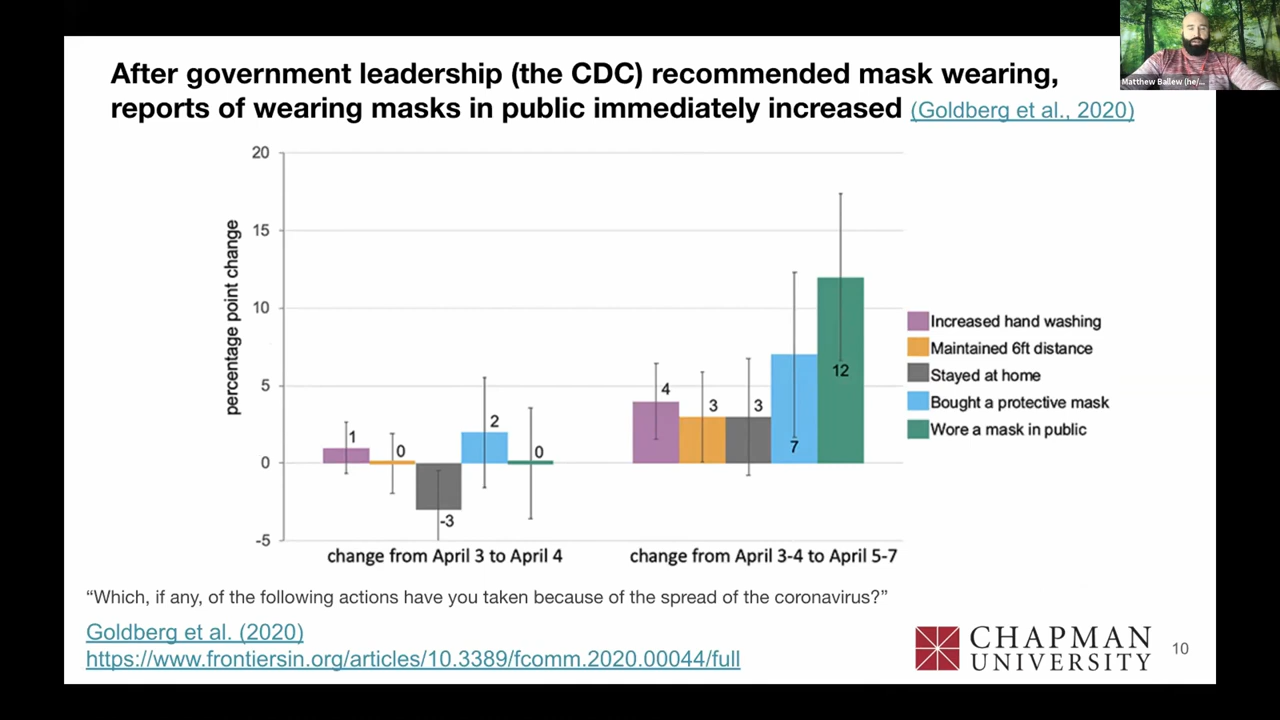 After government leadership (the CDC) recommended mask wearing,
reports of wearing masks in public immediately increased (Goldberg et al., 2020)
Matthew Ballew (he/...
percentage point change
20
15
10
5
0
-5
1
0
-3
2
0
4
3
3
7
12
change from April 3 to April 4
change from April 3-4 to April 5-7
Increased hand washing
Maintained 6ft distance
Stayed at home
Bought a protective mask
Wore a mask in public
“Which, if any, of the following actions have you taken because of the spread of the coronavirus?”
Goldberg et al. (2020)
https://www.frontiersin.org/articles/10.3389/fcomm.2020.00044/full
CHAPMAN
UNIVERSITY
10